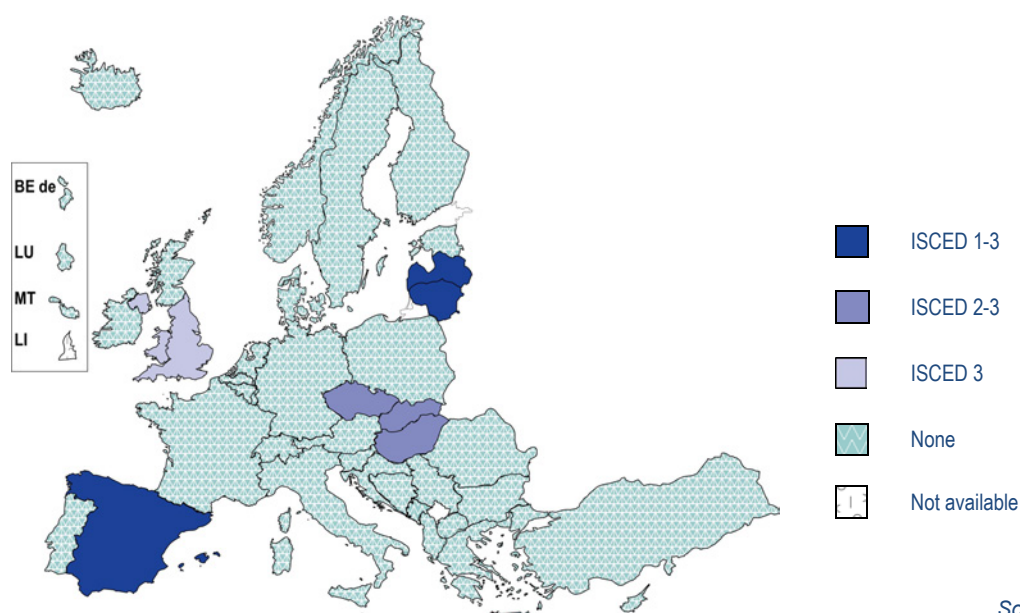 BE de
LU
MT
LI
ISCED 1-3
ISCED 2-3
ISCED 3
None
Not available